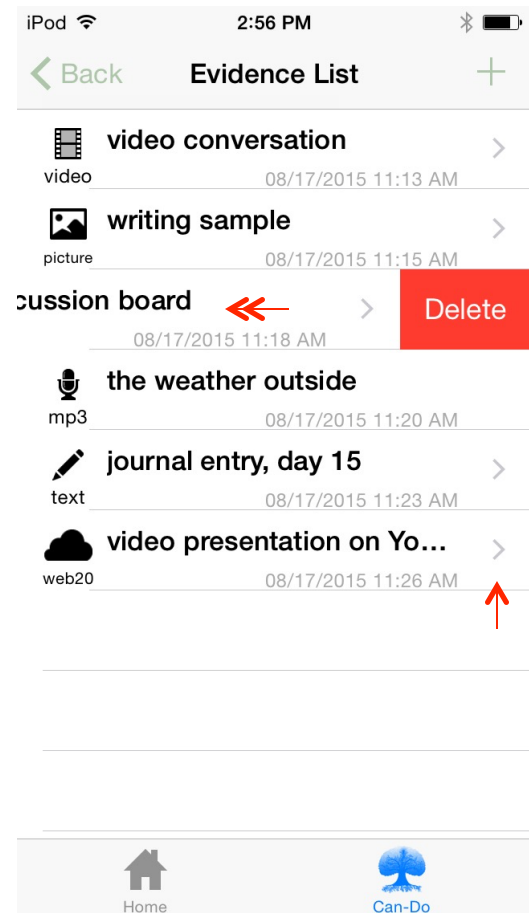 iPod 2:56 PM
Back Evidence List
video conversation
video 08/17/2015 11:13 AM
writing sample
picture 08/17/2015 11:15 AM
cussion board Delete
08/17/2015 11:18 AM
the weather outside
mp3 08/17/2015 11:20 AM
journal entry, day 15
text 08/17/2015 11:23 AM
video presentation on Yo...
web20 08/17/2015 11:26 AM
Home Can-Do